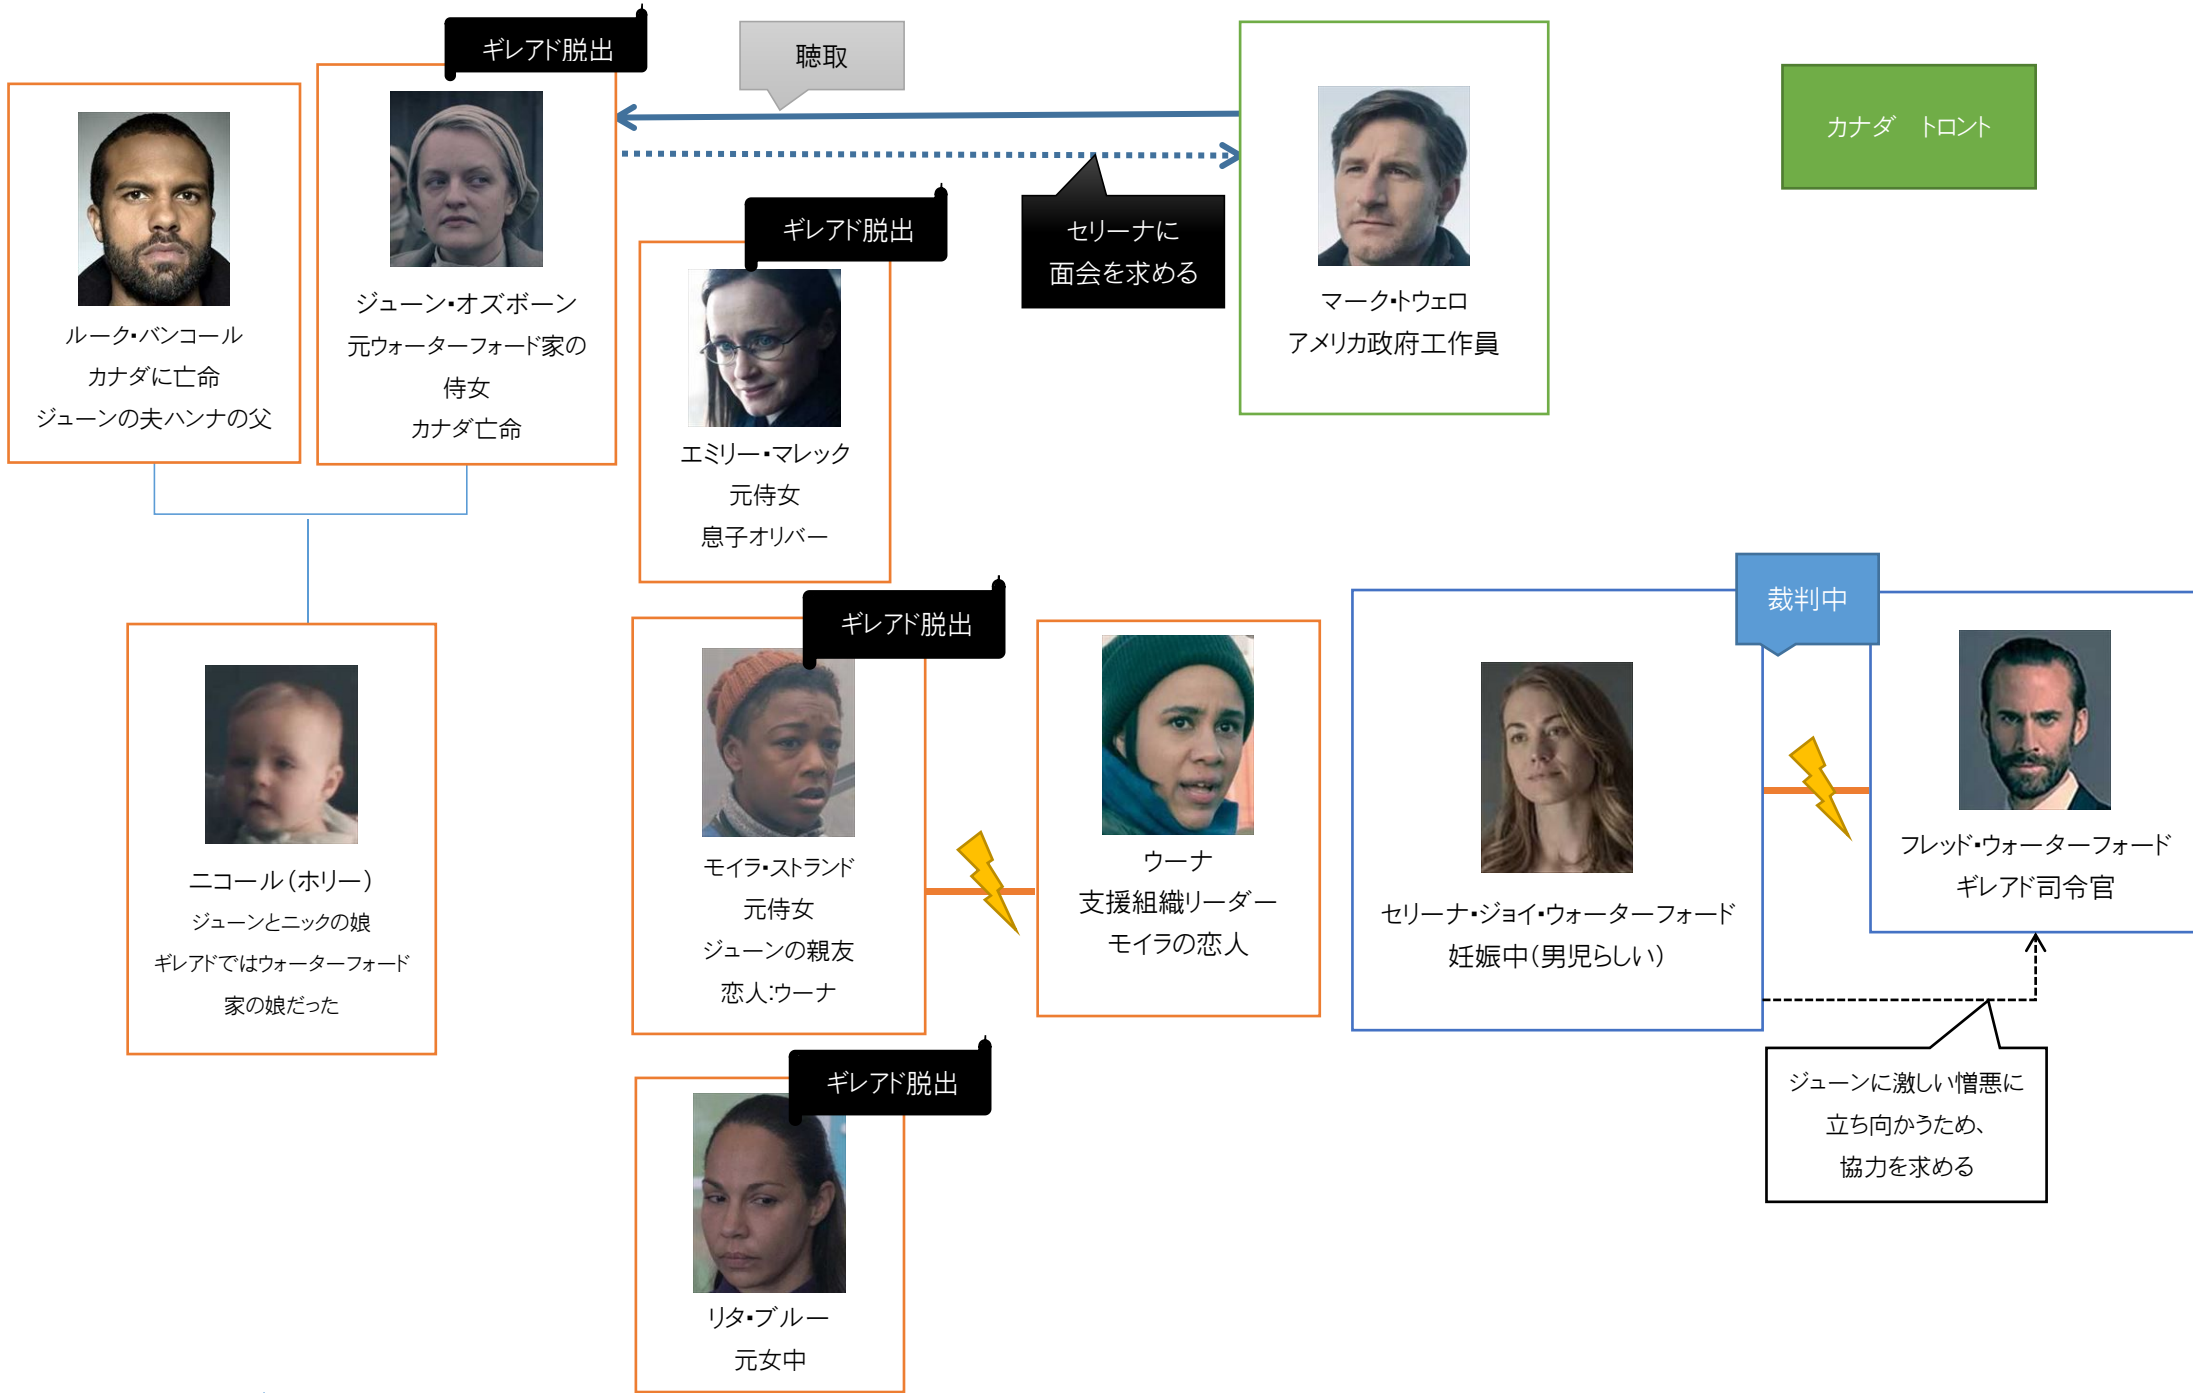 ギレアド脱出
聴取
カナダ　トロント
ルーク・バンコール
カナダに亡命
ジューンの夫ハンナの父
ジューン・オズボーン
元ウォーターフォード家の
侍女
カナダ亡命
ギレアド脱出
エミリー・マレック
元侍女
息子オリバー
セリーナに
面会を求める
マーク・トウェロ
アメリカ政府工作員
ニコール（ホリー）
ジューンとニックの娘
ギレアドではウォーターフォード
家の娘だった
ギレアド脱出
モイラ・ストランド
元侍女
ジューンの親友
恋人：ウーナ
ウーナ
支援組織リーダー
モイラの恋人
裁判中
セリーナ・ジョイ・ウォーターフォード
妊娠中（男児らしい）
フレッド・ウォーターフォード
ギレアド司令官
ジューンに激しい憎悪に
立ち向かうため、
協力を求める
ギレアド脱出
リタ・ブルー
元女中